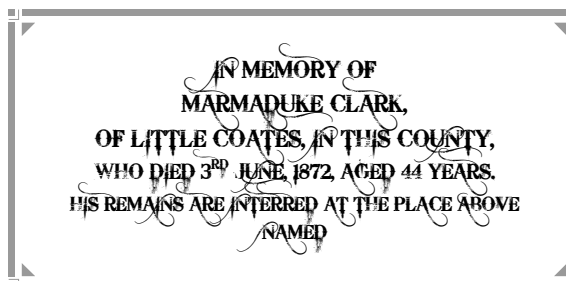 IN MEMORY OF
MARMADUKE CLARK,
OF LITTLE COATES, IN THIS COUNTY,
WHO DIED 3RD JUNE, 1872, AGED 44 YEARS.
HIS REMAINS ARE INTERRED AT THE PLACE ABOVE
NAMED